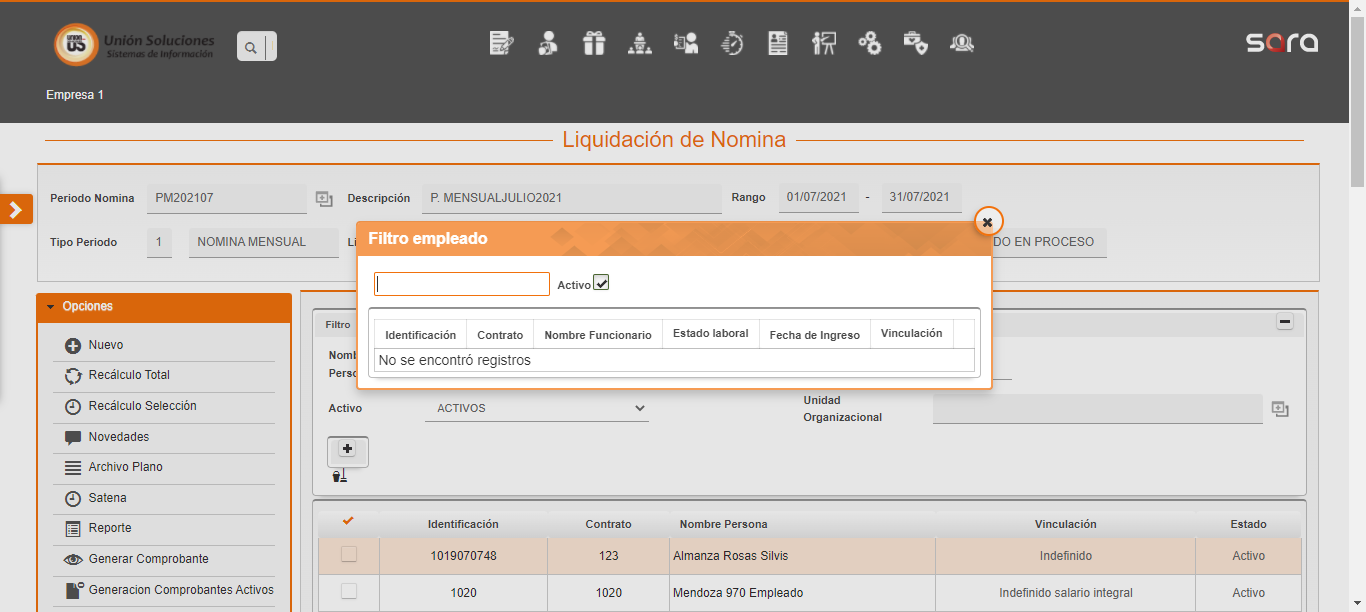 Unión Soluciones
Sistemas de Información
sara
Empresa 1
Liquidación de Nomina
Periodo Nomina PM202107 Descripción P. MENSUALJULIO2021 Rango 01/07/2021 - 31/07/2021
Tipo Periodo 1 NOMINA MENSUAL Li DO EN PROCESO
Filtro empleado
Activo
Identificación Contrato Nombre Funcionario Estado laboral Fecha de Ingreso Vinculación
No se encontró registros
Opciones
Nuevo
Recálculo Total
Recálculo Selección
Novedades
Archivo Plano
Satena
Reporte
Generar Comprobante
Generacion Comprobantes Activos
Filtro
Nomb
Perso
Activo ACTIVOS Unidad
Organizacional
Identificación Contrato Nombre Persona Vinculación Estado
1019070748 123 Almanza Rosas Silvis Indefinido Activo
1020 1020 Mendoza 970 Empleado Indefinido salario integral Activo